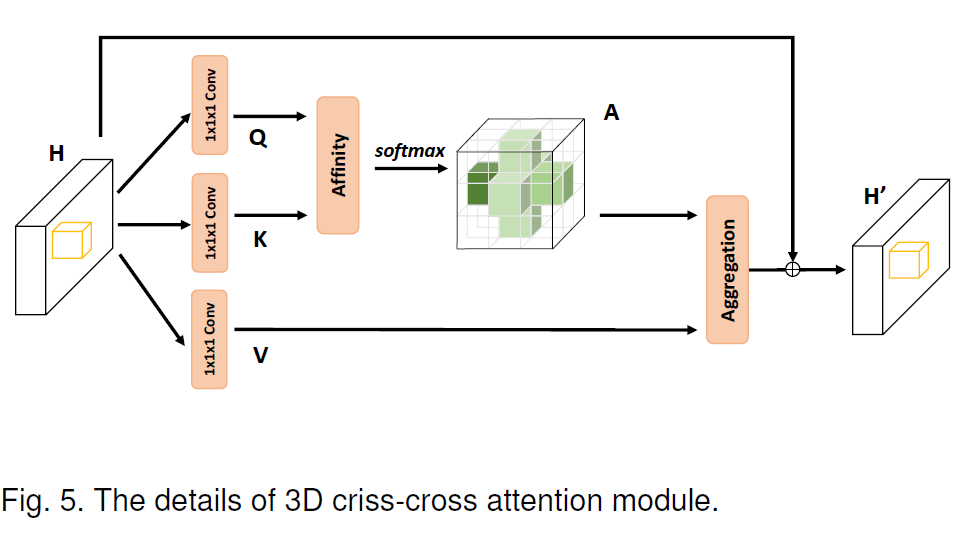 H
1x1x1 Conv
Q
1x1x1 Conv
K
1x1x1 Conv
V
Affinity
softmax
A
Aggregation
H’
Fig. 5. The details of 3D criss-cross attention module.